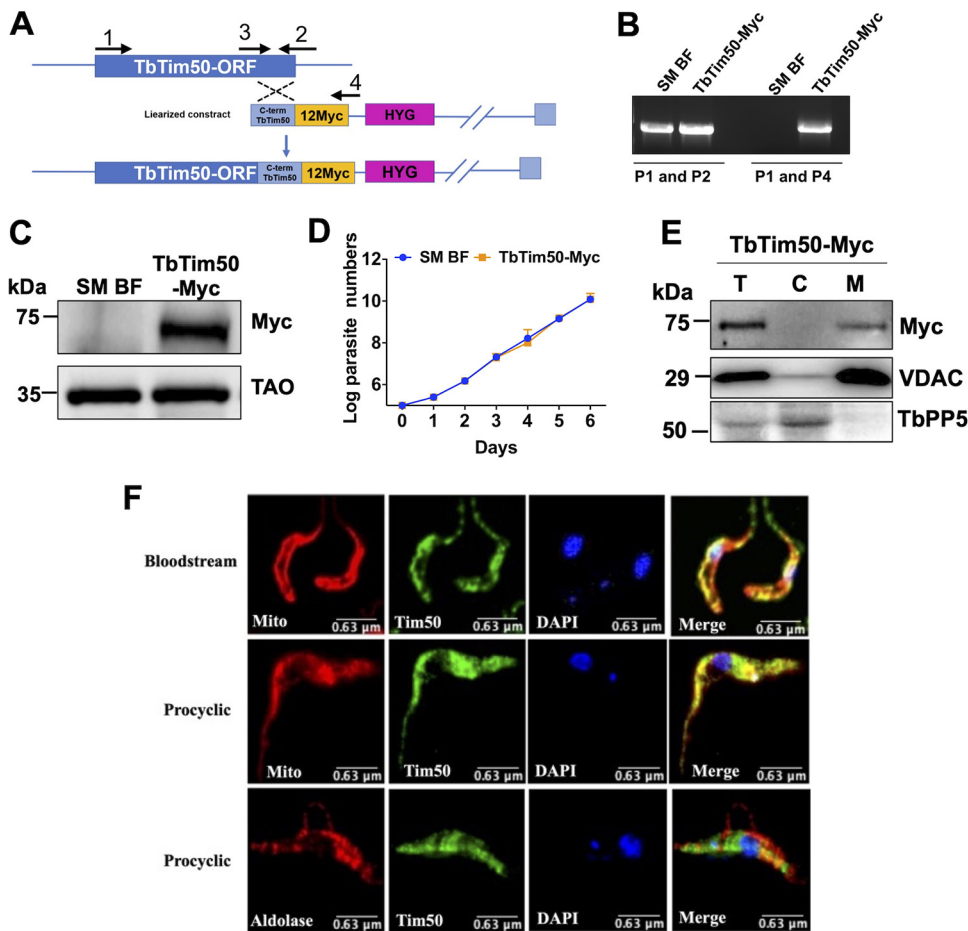 A
1
3
2
TbTim50-ORF
4
Liearized construct
C-term
TbTim50
12Myc
HYG
TbTim50-ORF
C-term
TbTim50
12Myc
HYG
B
SM BF
TbTim50-Myc
SM BF
TbTim50-Myc
P1 and P2
P1 and P4
C
kDa
SM BF
TbTim50
-Myc
75
Myc
35
TAO
D
SM BF
TbTim50-Myc
Log parasite numbers
12
10
8
6
0 1 2 3 4 5 6
Days
E
TbTim50-Myc
kDa
T C M
75
Myc
29
VDAC
50
TbPP5
F
Bloodstream
Mito
0.63 µm
Tim50
0.63 µm
DAPI
0.63 µm
Merge
0.63 µm
Procyclic
Mito
0.63 µm
Tim50
0.63 µm
DAPI
0.63 µm
Merge
0.63 µm
Procyclic
Aldolase
0.63 µm
Tim50
0.63 µm
DAPI
0.63 µm
Merge
0.63 µm